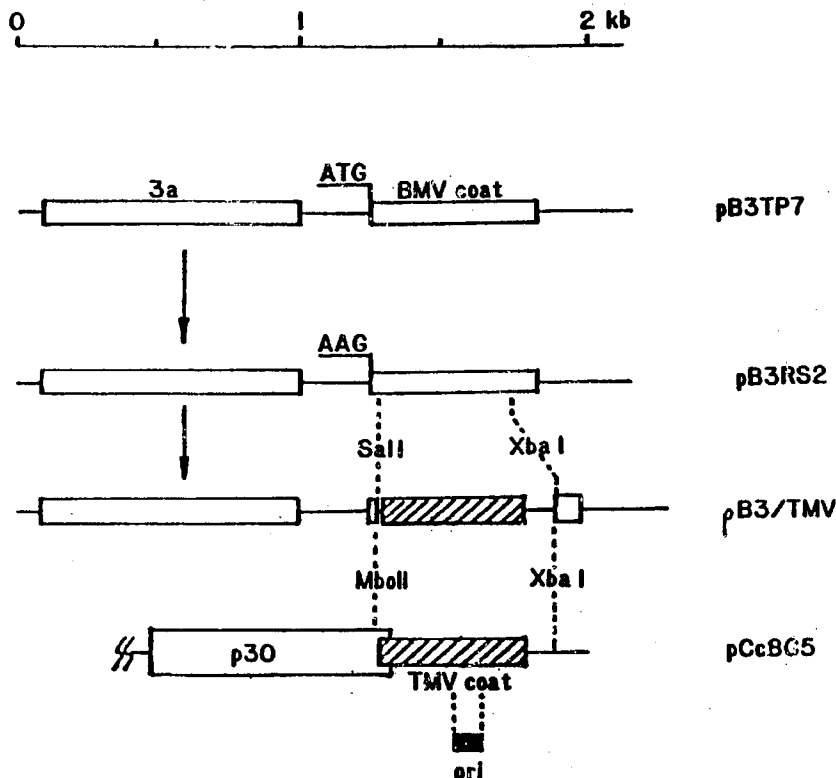 0 1 2 kb
ATG
3a BMV coat pB3TP7
AAG
pB3RS2
SalI XbaI
pB3/TMV
MboII XbaI
p30 pCcBG5
TMV coat
ori